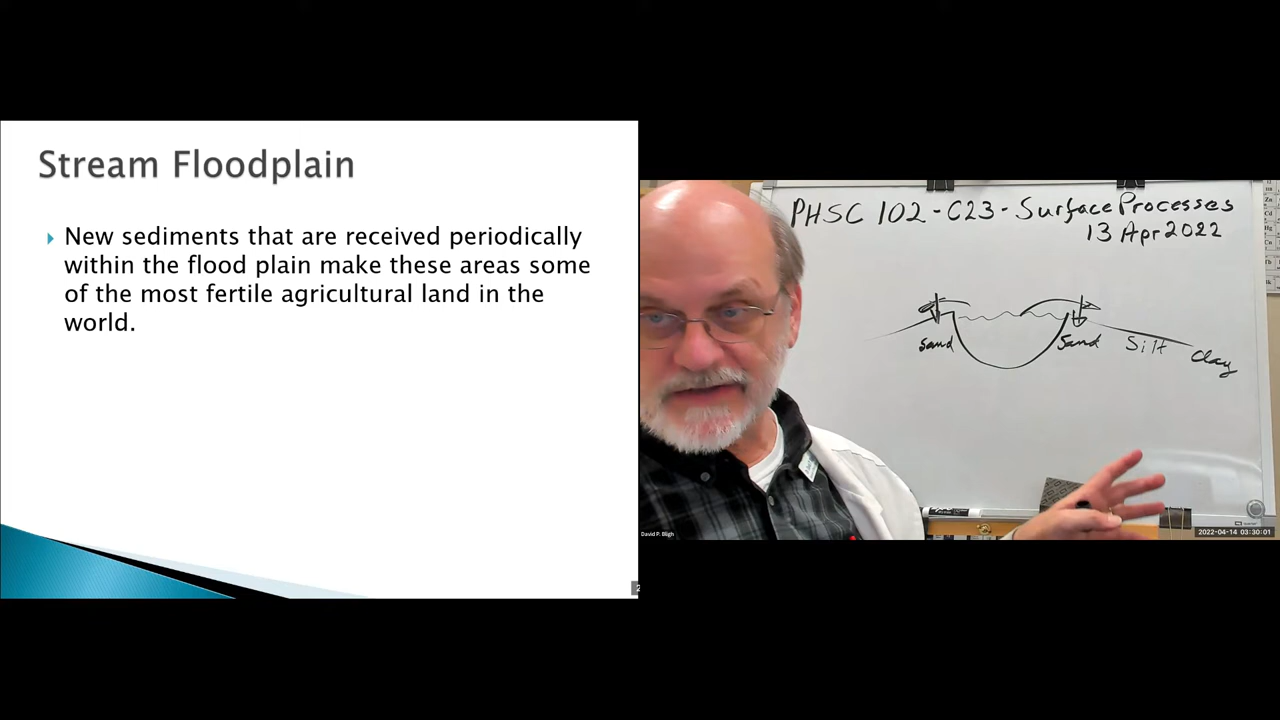 Stream Floodplain
New sediments that are received periodically
within the flood plain make these areas some
of the most fertile agricultural land in the
world.
2
PHSC 102 - C23 - Surface Processes
13 Apr 2022
Sand
Sand
Silt
Clay
David P. Bligh
2022-04-14 03:30:01